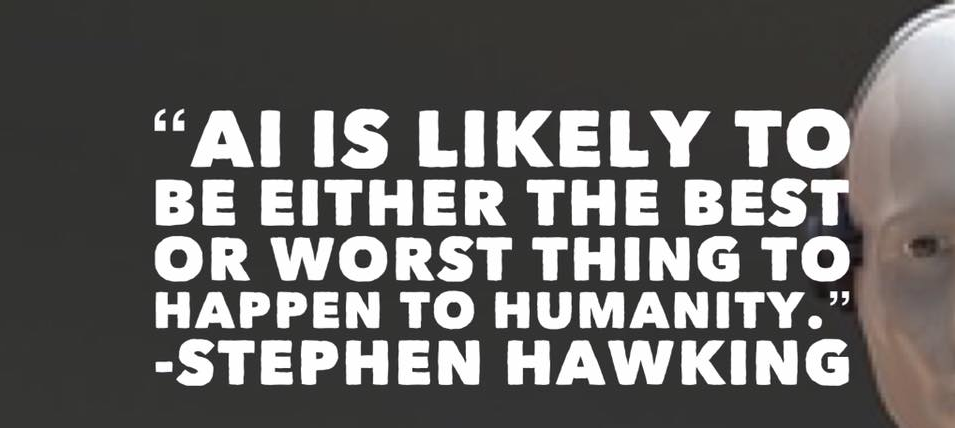 “AI IS LIKELY TO
BE EITHER THE BEST
OR WORST THING TO
HAPPEN TO HUMANITY.”
-STEPHEN HAWKING